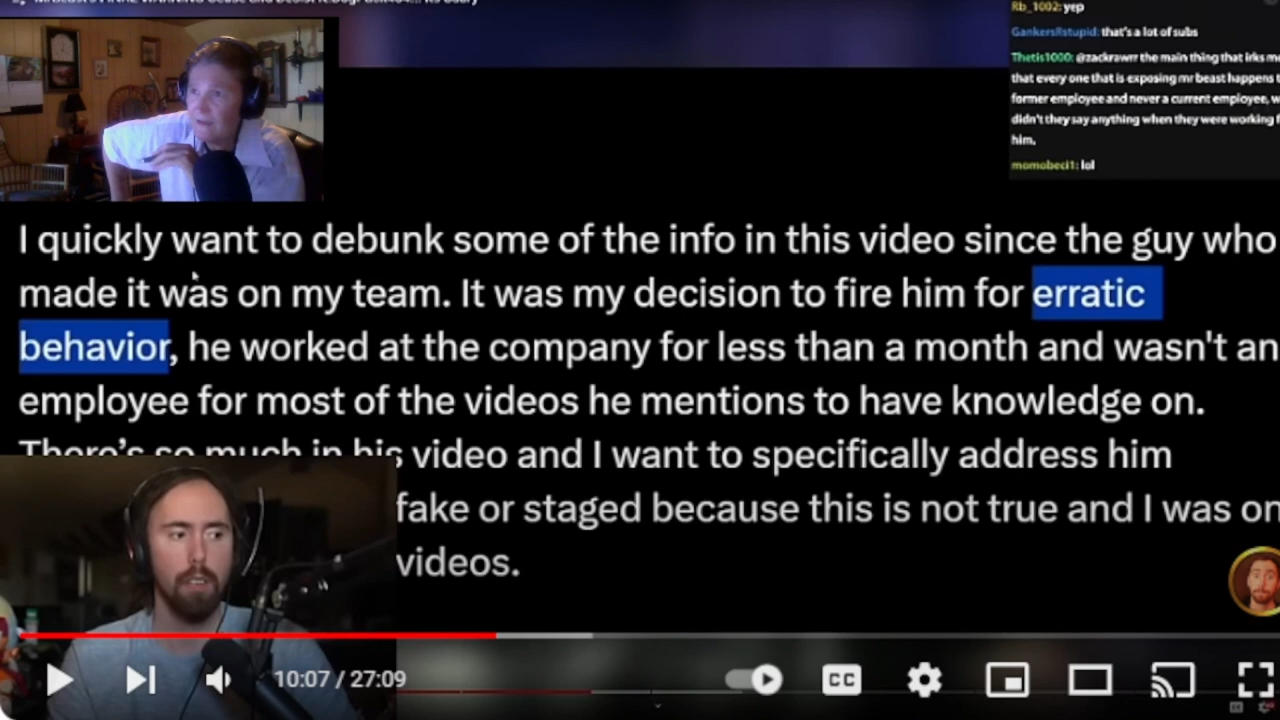 Rb_1002: yep
GankersRstupid: that's a lot of subs
Thetis1000: @zackrawrr the main thing that irks me
that every one that is exposing mr beast happens t
former employee and never a current employee, w
didn't they say anything when they were working f
him,
momobeci1: lol
I quickly want to debunk some of the info in this video since the guy who
made it was on my team. It was my decision to fire him for erratic
behavior, he worked at the company for less than a month and wasn't an
employee for most of the videos he mentions to have knowledge on.
There's so much in his video and I want to specifically address him
fake or staged because this is not true and I was on
videos.
10:07 / 27:09
CC